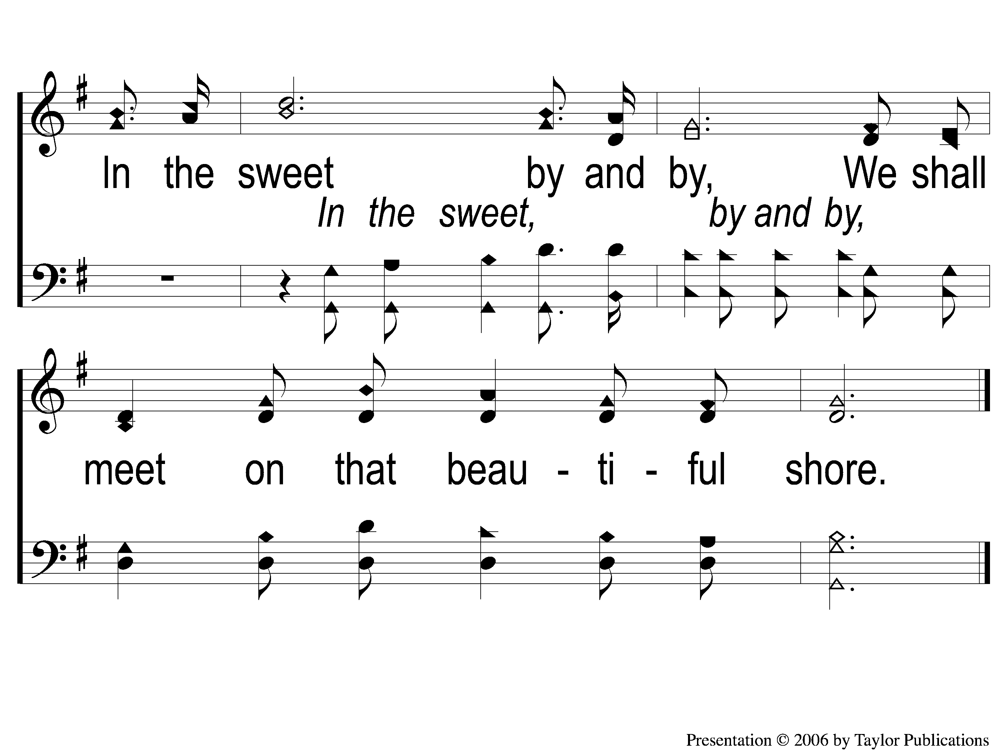 In the sweet by and by, We shall
In the sweet, by and by,
meet on that beau - ti - ful shore.
Presentation © 2006 by Taylor Publications